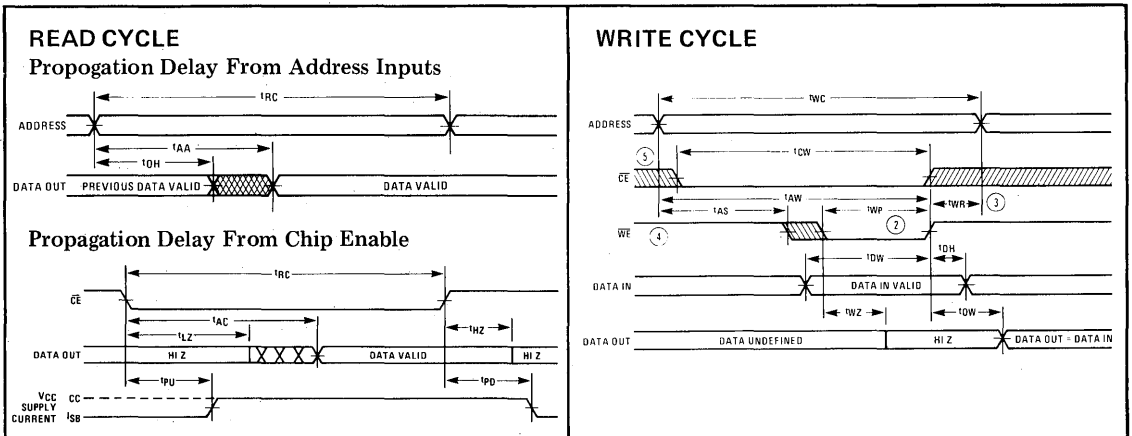 READ CYCLE
Propogation Delay From Address Inputs
tRC
ADDRESS
tAA
tOH
DATA OUT PREVIOUS DATA VALID DATA VALID
Propagation Delay From Chip Enable
tRC
CE
tAC
tLZ
tHZ
DATA OUT HI Z DATA VALID HI Z
tPU
tPD
VCC CC
SUPPLY
CURRENT ISB
WRITE CYCLE
tWC
ADDRESS
tCW
5
CE
tAW
tWR 3
tAS
tWP
2
WE 4
tDW
tDH
DATA IN DATA IN VALID
tWZ
tOW
DATA OUT DATA UNDEFINED HI Z DATA OUT = DATA IN